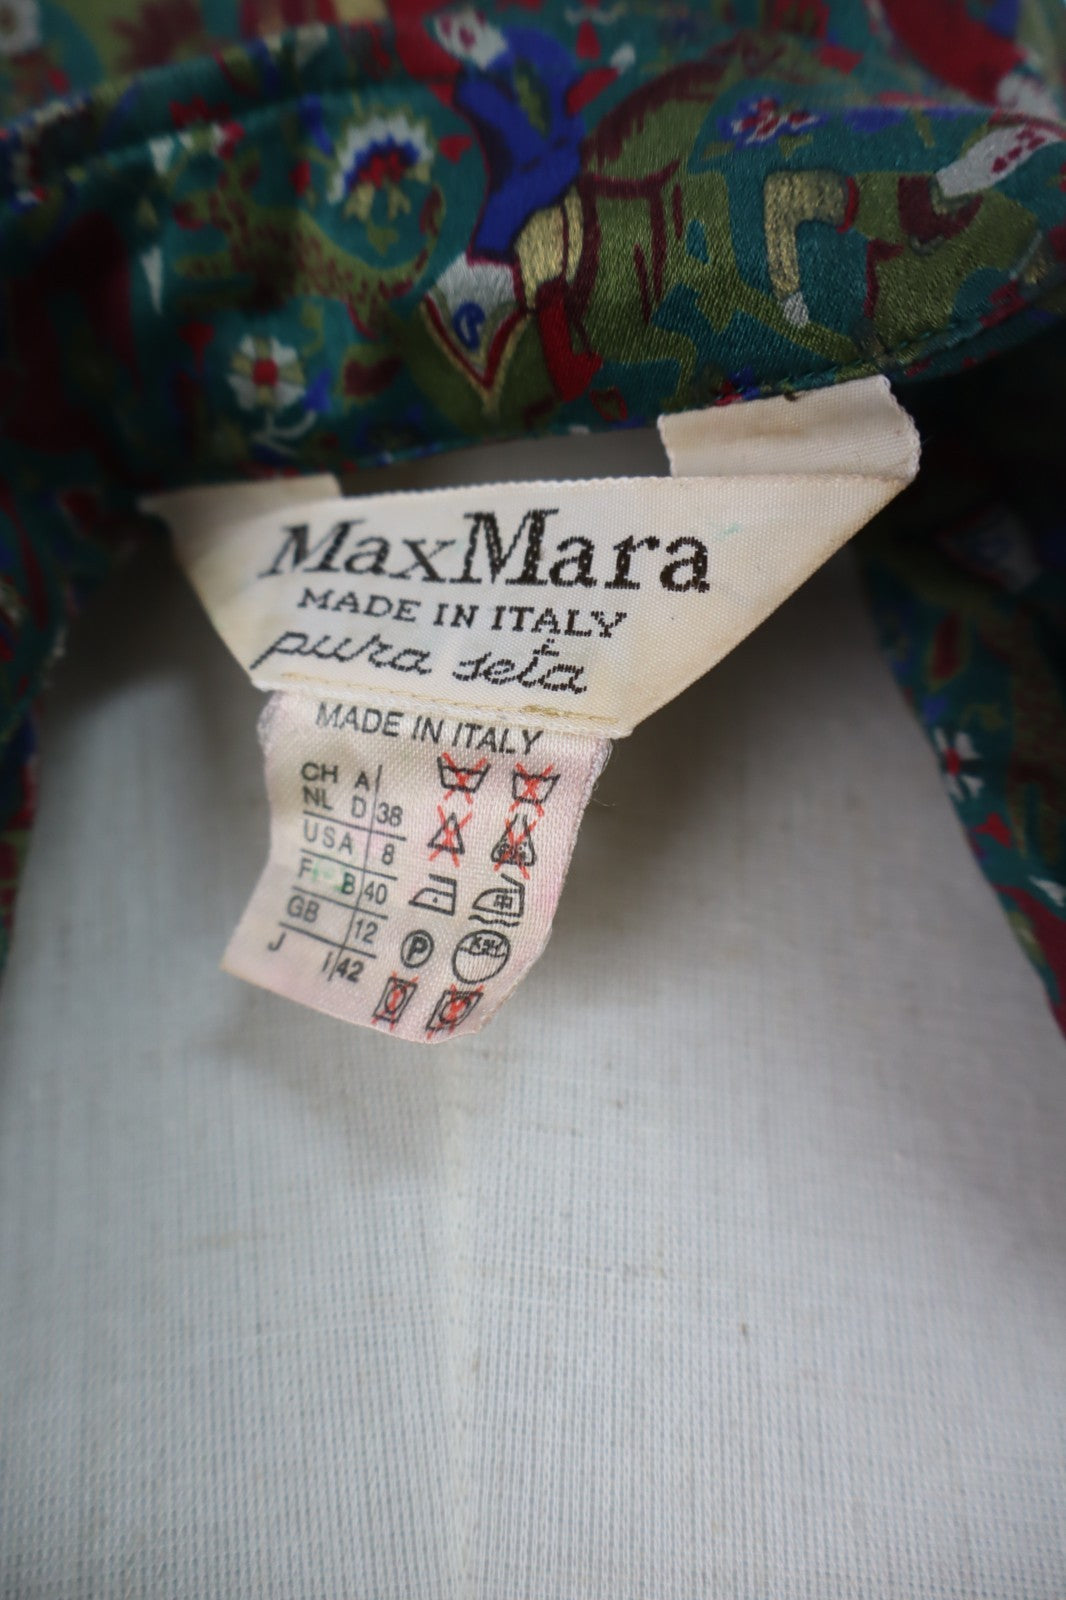 MaxMara
MADE IN ITALY
pura seta
MADE IN ITALY
CH A
NL D 38
USA 8
F B 40
GB 12
J I 42
P